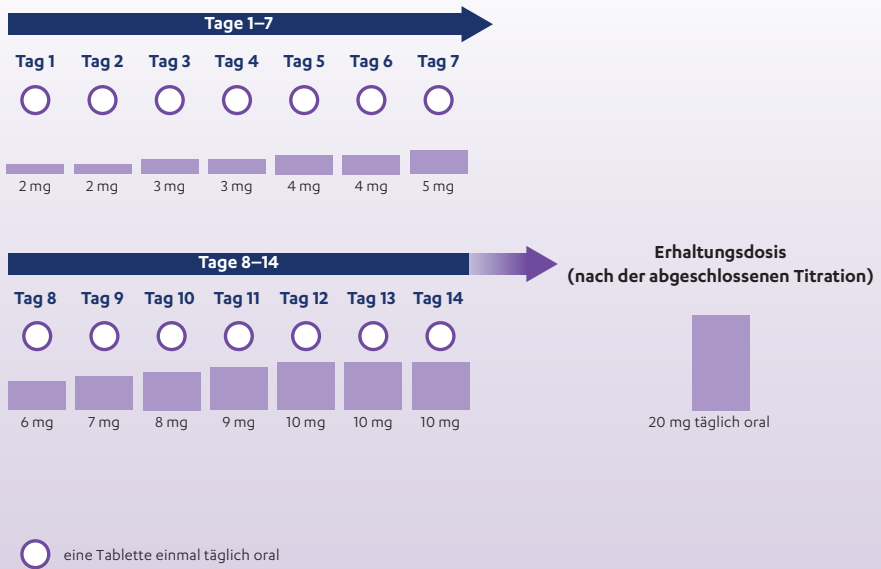 Tage 1–7
Tag 1 Tag 2 Tag 3 Tag 4 Tag 5 Tag 6 Tag 7
2 mg 2 mg 3 mg 3 mg 4 mg 4 mg 5 mg
Tage 8–14
Tag 8 Tag 9 Tag 10 Tag 11 Tag 12 Tag 13 Tag 14
6 mg 7 mg 8 mg 9 mg 10 mg 10 mg 10 mg
Erhaltungsdosis
(nach der abgeschlossenen Titration)
20 mg täglich oral
eine Tablette einmal täglich oral